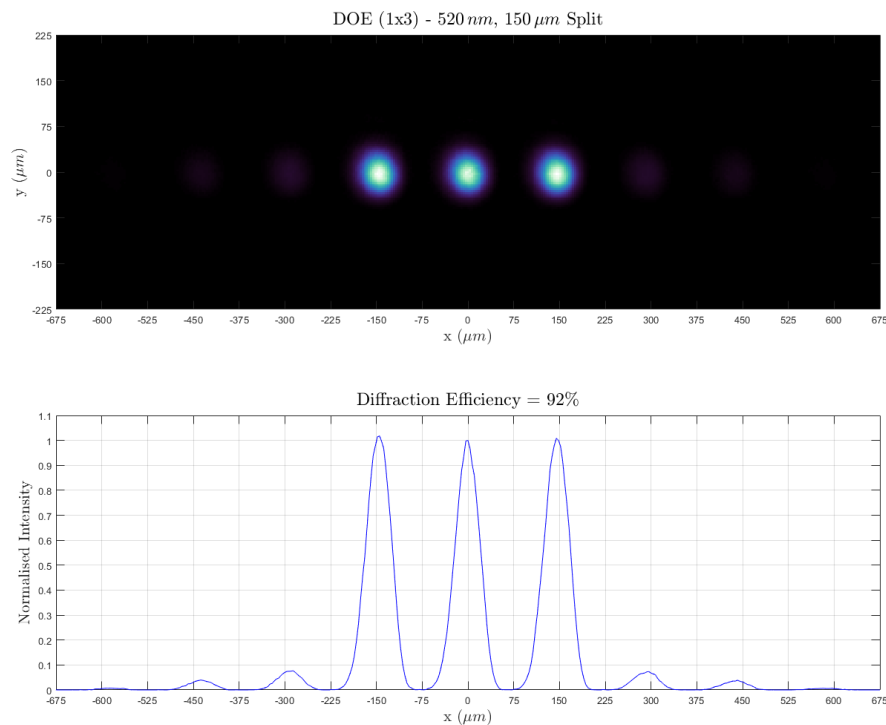 DOE (1x3) - 520 nm, 150 μm Split
225
150
75
0
-75
-150
-225
y (μm)
-675 -600 -525 -450 -375 -300 -225 -150 -75 0 75 150 225 300 375 450 525 600 675
x (μm)
Diffraction Efficiency = 92%
1.1
1
0.9
0.8
0.7
0.6
0.5
0.4
0.3
0.2
0.1
0
Normalised Intensity
-675 -600 -525 -450 -375 -300 -225 -150 -75 0 75 150 225 300 375 450 525 600 675
x (μm)